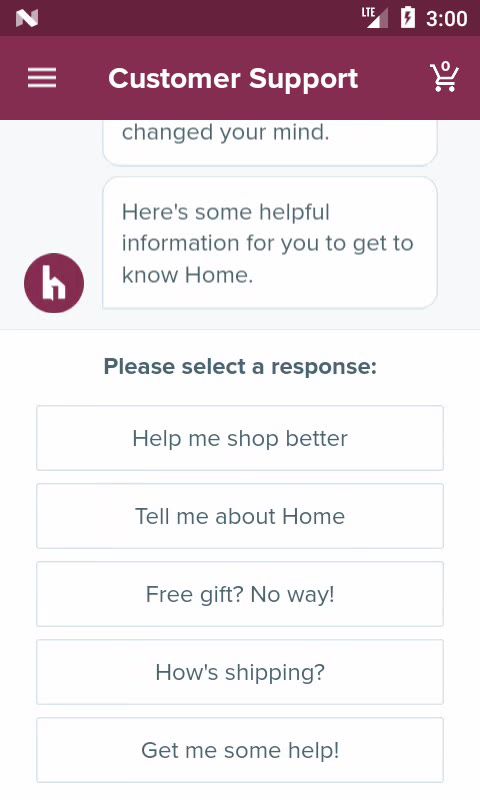 LTE
3:00
Customer Support
0
changed your mind.
Here's some helpful
information for you to get to
know Home.
h
Please select a response:
Help me shop better
Tell me about Home
Free gift? No way!
How's shipping?
Get me some help!